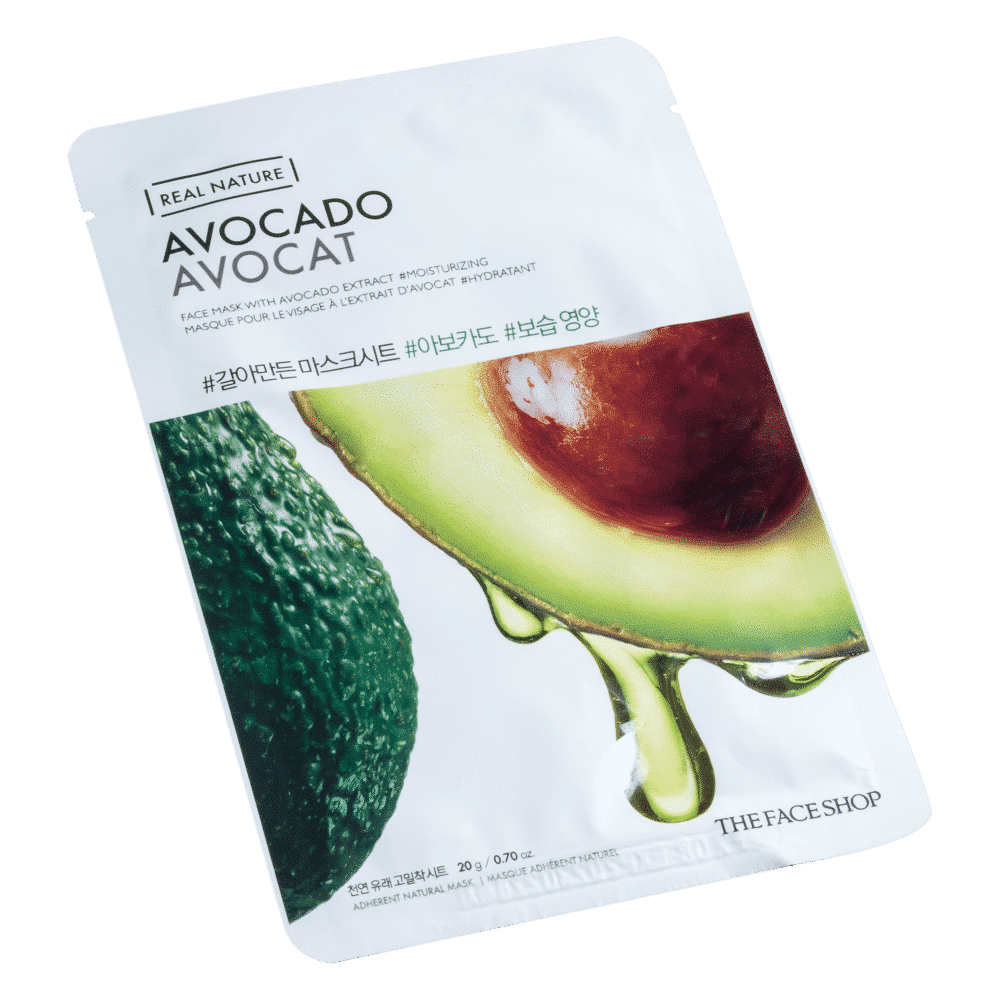 REAL NATURE
AVOCADO
AVOCAT
FACE MASK WITH AVOCADO EXTRACT #MOISTURIZING
MASQUE POUR LE VISAGE À L'EXTRAIT D'AVOCAT #HYDRATANT
#갈아만든 마스크시트 #아보카도 #보습 영양
THE FACE SHOP
천연 유래 고밀착시트 20 g / 0.70 oz.
ADHERENT NATURAL MASK | MASQUE ADHÉRENT NATUREL